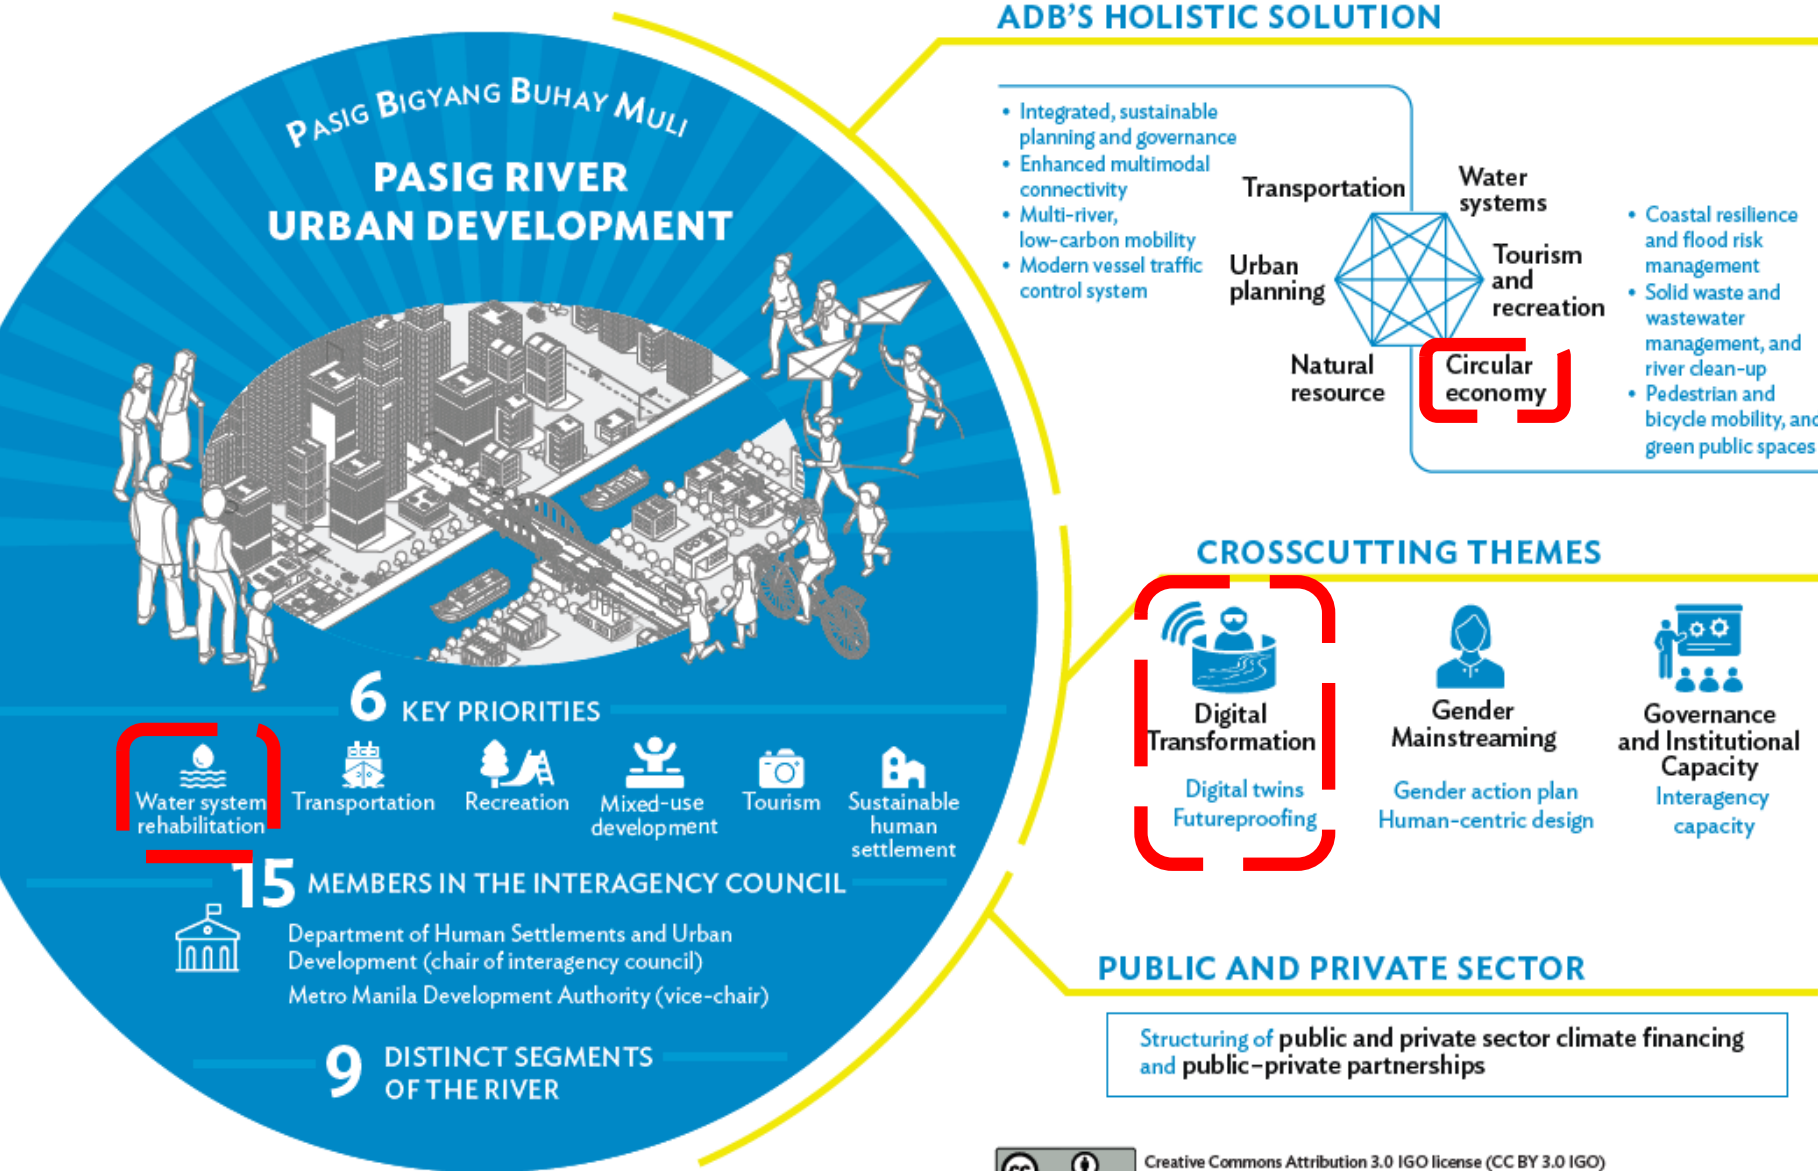 PASIG BIGYANG BUHAY MULI
PASIG RIVER
URBAN DEVELOPMENT
6 KEY PRIORITIES
Water system
rehabilitation
Transportation
Recreation
Mixed-use
development
Tourism
Sustainable
human
settlement
15 MEMBERS IN THE INTERAGENCY COUNCIL
Department of Human Settlements and Urban
Development (chair of interagency council)
Metro Manila Development Authority (vice-chair)
9 DISTINCT SEGMENTS
OF THE RIVER
ADB'S HOLISTIC SOLUTION
• Integrated, sustainable
planning and governance
• Enhanced multimodal
connectivity
• Multi-river,
low-carbon mobility
• Modern vessel traffic
control system
Transportation
Water
systems
Urban
planning
Tourism
and
recreation
Natural
resource
Circular
economy
• Coastal resilience
and flood risk
management
• Solid waste and
wastewater
management, and
river clean-up
• Pedestrian and
bicycle mobility, and
green public spaces
CROSSCUTTING THEMES
Digital
Transformation
Digital twins
Futureproofing
Gender
Mainstreaming
Gender action plan
Human-centric design
Governance
and Institutional
Capacity
Interagency
capacity
PUBLIC AND PRIVATE SECTOR
Structuring of public and private sector climate financing
and public–private partnerships
cc
Creative Commons Attribution 3.0 IGO license (CC BY 3.0 IGO)